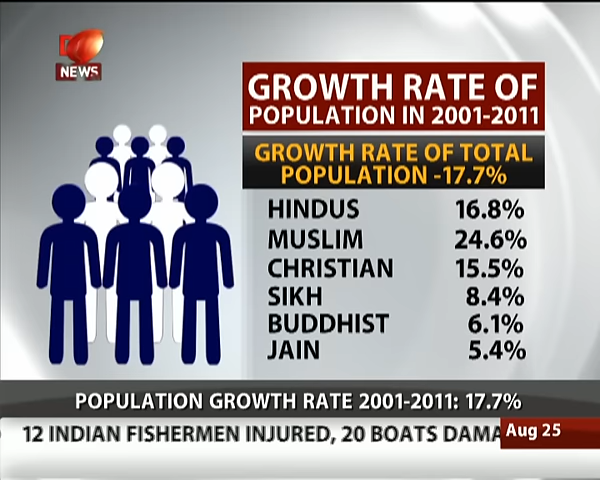 NEWS
GROWTH RATE OF
POPULATION IN 2001-2011
GROWTH RATE OF TOTAL
POPULATION -17.7%
HINDUS 16.8%
MUSLIM 24.6%
CHRISTIAN 15.5%
SIKH 8.4%
BUDDHIST 6.1%
JAIN 5.4%
POPULATION GROWTH RATE 2001-2011: 17.7%
12 INDIAN FISHERMEN INJURED, 20 BOATS DAMA
Aug 25